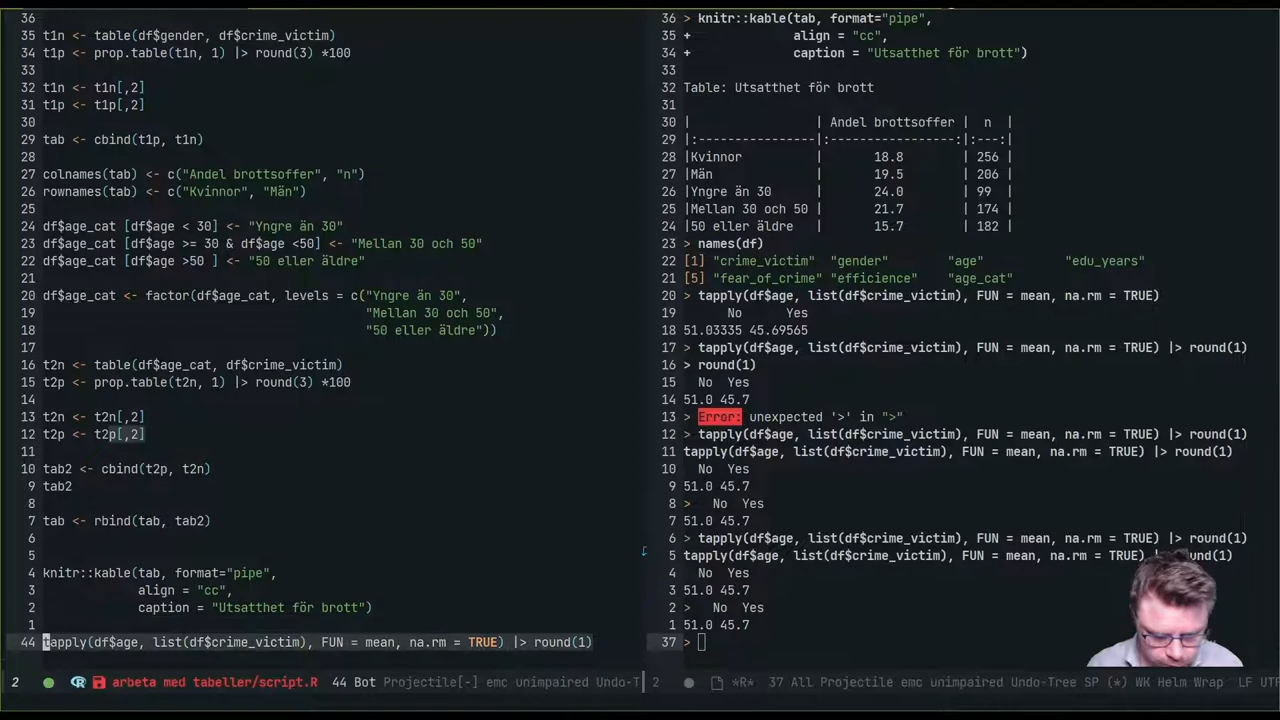 36
35 t1n <- table(df$gender, df$crime_victim)
34 t1p <- prop.table(t1n, 1) |> round(3) *100
33
32 t1n <- t1n[,2]
31 t1p <- t1p[,2]
30
29 tab <- cbind(t1p, t1n)
28
27 colnames(tab) <- c("Andel brottsoffer", "n")
26 rownames(tab) <- c("Kvinnor", "Män")
25
24 df$age_cat [df$age < 30] <- "Yngre än 30"
23 df$age_cat [df$age >= 30 & df$age <50] <- "Mellan 30 och 50"
22 df$age_cat [df$age >50 ] <- "50 eller äldre"
21
20 df$age_cat <- factor(df$age_cat, levels = c("Yngre än 30",
19 "Mellan 30 och 50",
18 "50 eller äldre"))
17
16 t2n <- table(df$age_cat, df$crime_victim)
15 t2p <- prop.table(t2n, 1) |> round(3) *100
14
13 t2n <- t2n[,2]
12 t2p <- t2p[,2]
11
10 tab2 <- cbind(t2p, t2n)
9 tab2
8
7 tab <- rbind(tab, tab2)
6
5
4 knitr::kable(tab, format="pipe",
3 align = "cc",
2 caption = "Utsatthet för brott")
1
44 tapply(df$age, list(df$crime_victim), FUN = mean, na.rm = TRUE) |> round(1)
2 arbeta med tabeller/script.R 44 Bot Projectile[-] emc unimpaired Undo-T
36 > knitr::kable(tab, format="pipe",
35 + align = "cc",
34 + caption = "Utsatthet för brott")
33
32 Table: Utsatthet för brott
31
30 | | Andel brottsoffer | n |
29 |:----------------|:-----------------:|:---:|
28 |Kvinnor | 18.8 | 256 |
27 |Män | 19.5 | 206 |
26 |Yngre än 30 | 24.0 | 99 |
25 |Mellan 30 och 50 | 21.7 | 174 |
24 |50 eller äldre | 15.7 | 182 |
23 > names(df)
22 [1] "crime_victim" "gender" "age" "edu_years"
21 [5] "fear_of_crime" "efficience" "age_cat"
20 > tapply(df$age, list(df$crime_victim), FUN = mean, na.rm = TRUE)
19 No Yes
18 51.03335 45.69565
17 > tapply(df$age, list(df$crime_victim), FUN = mean, na.rm = TRUE) |> round(1)
16 > round(1)
15 No Yes
14 51.0 45.7
13 > Error: unexpected '>' in ">"
12 > tapply(df$age, list(df$crime_victim), FUN = mean, na.rm = TRUE) |> round(1)
11 tapply(df$age, list(df$crime_victim), FUN = mean, na.rm = TRUE) |> round(1)
10 No Yes
9 51.0 45.7
8 > No Yes
7 51.0 45.7
6 > tapply(df$age, list(df$crime_victim), FUN = mean, na.rm = TRUE) |> round(1)
5 tapply(df$age, list(df$crime_victim), FUN = mean, na.rm = TRUE) |> round(1)
4 No Yes
3 51.0 45.7
2 > No Yes
1 51.0 45.7
37 >
2 *R* 37 All Projectile emc unimpaired Undo-Tree SP (*) WK Helm Wrap LF UTF